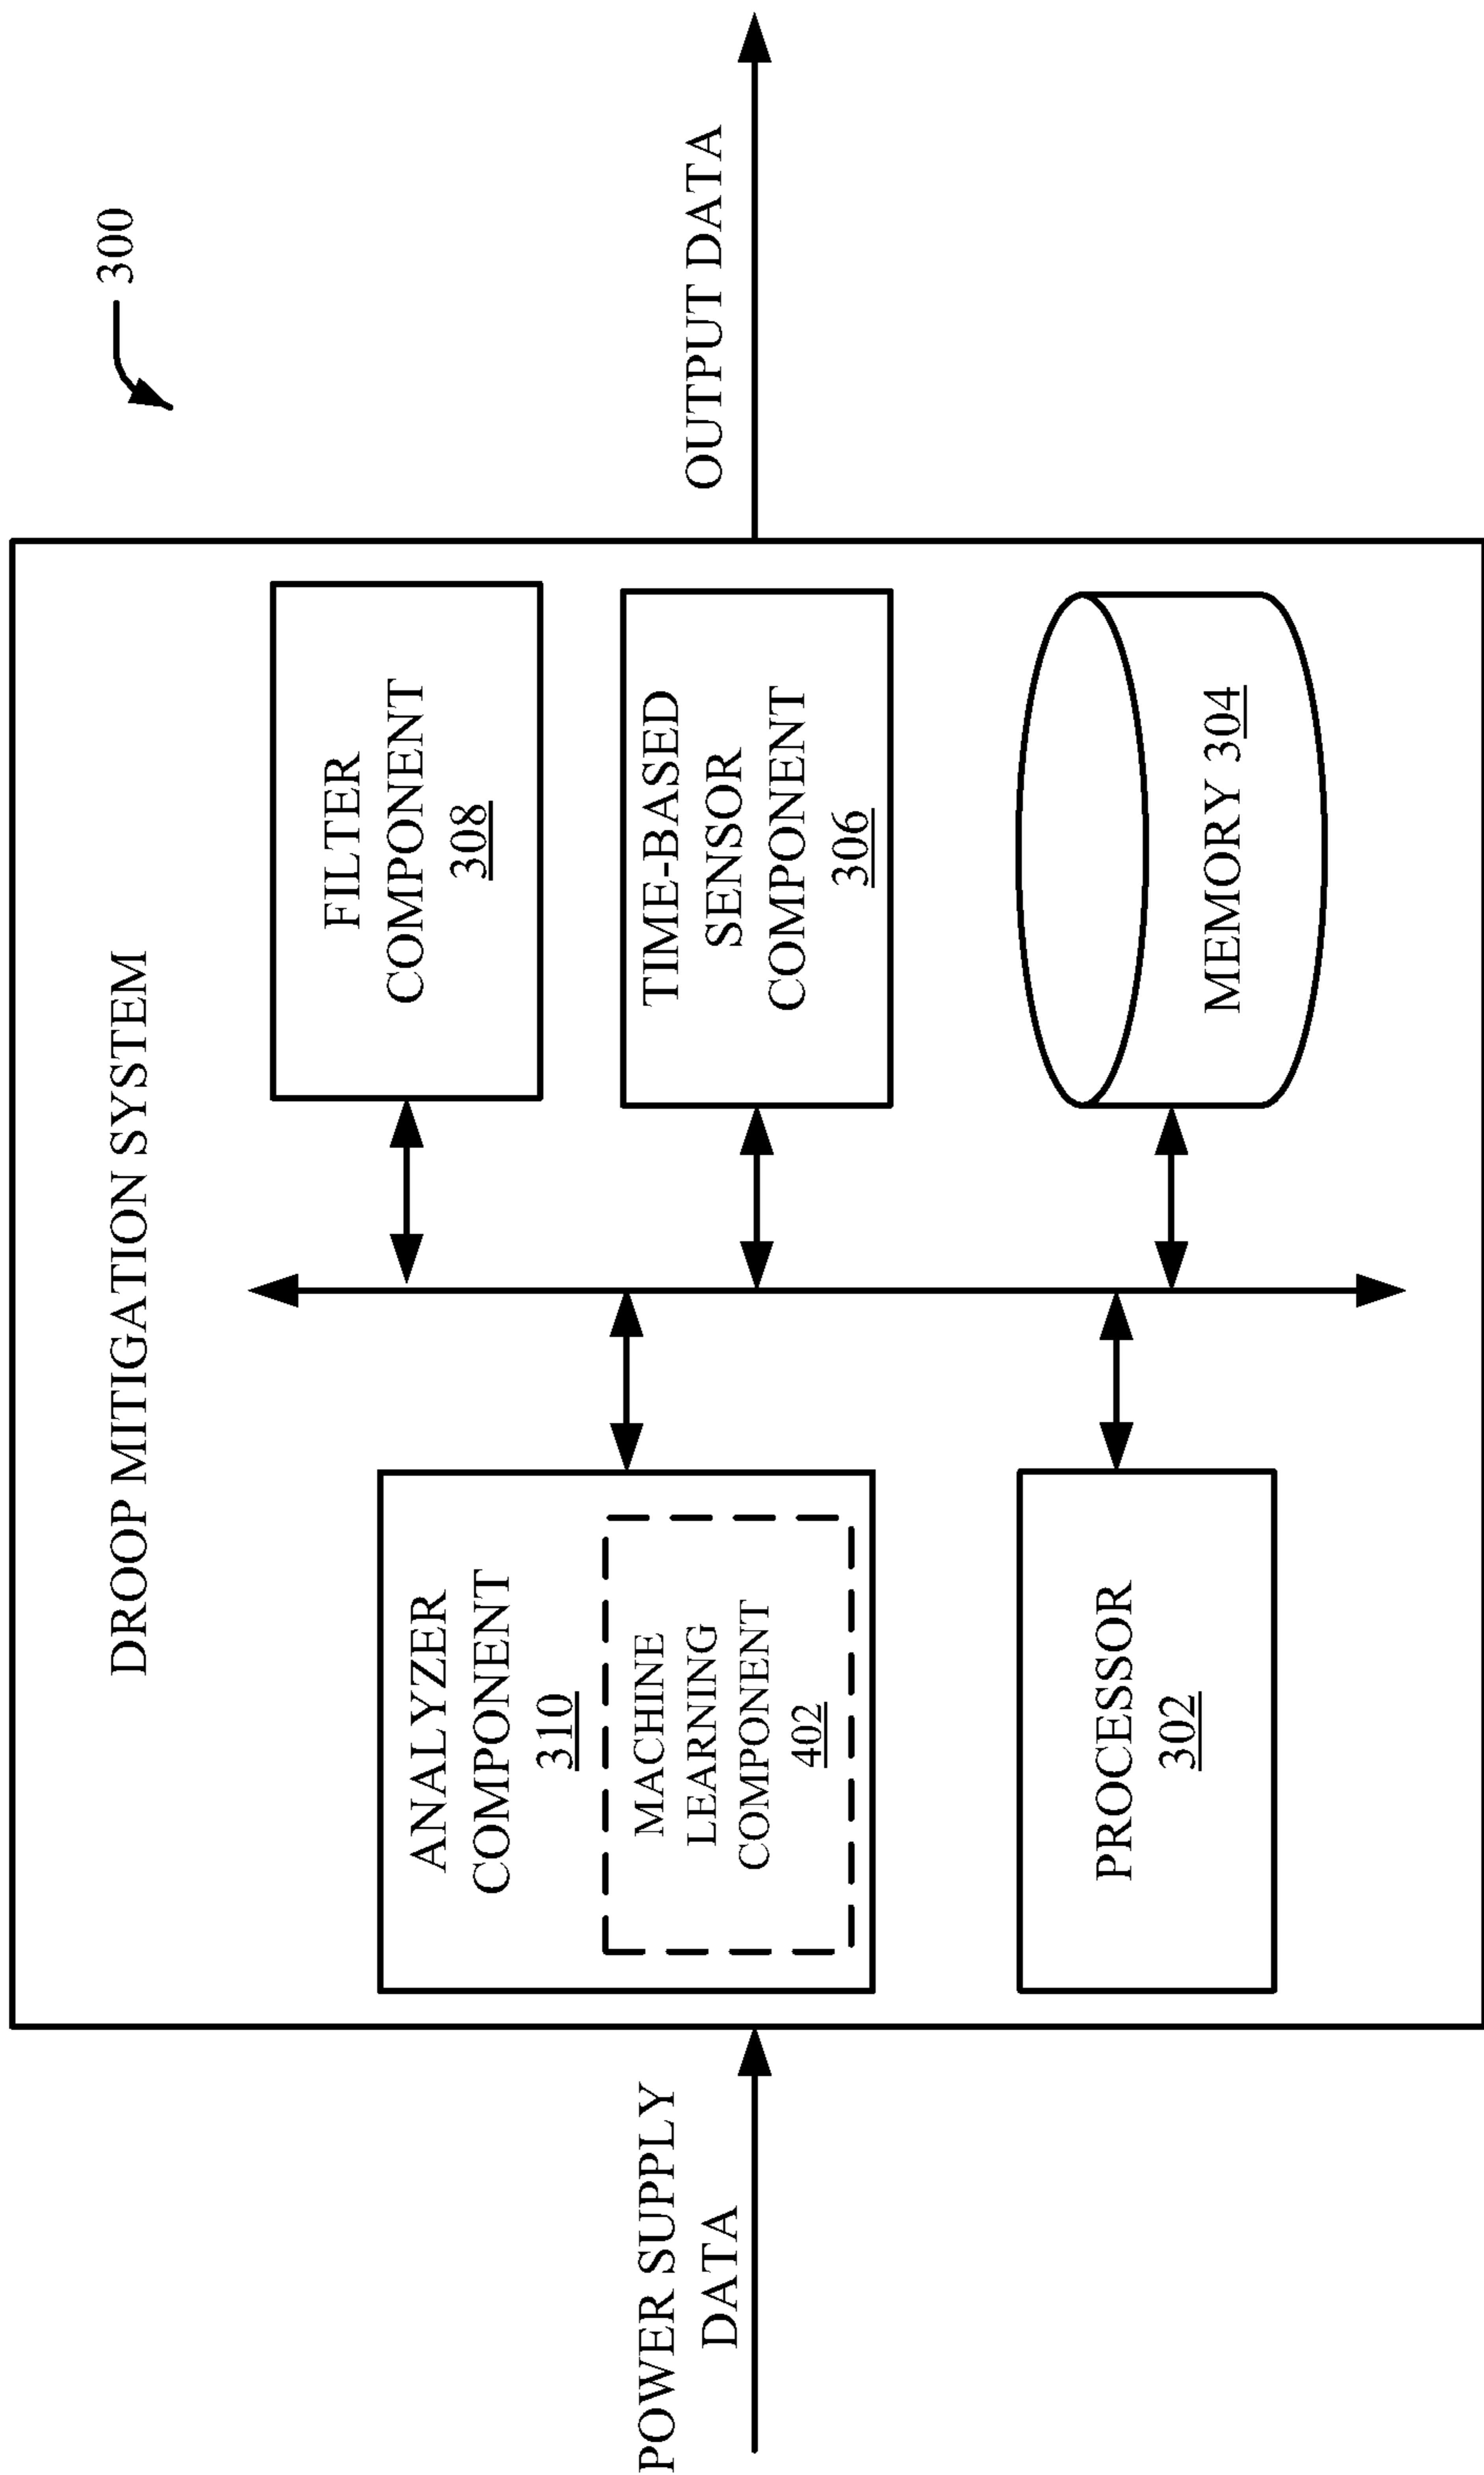 300
DROOP MITIGATION SYSTEM
POWER SUPPLY
DATA
ANALYZER
COMPONENT
310
MACHINE
LEARNING
COMPONENT
402
PROCESSOR
302
FILTER
COMPONENT
308
TIME-BASED
SENSOR
COMPONENT
306
MEMORY 304
OUTPUT DATA